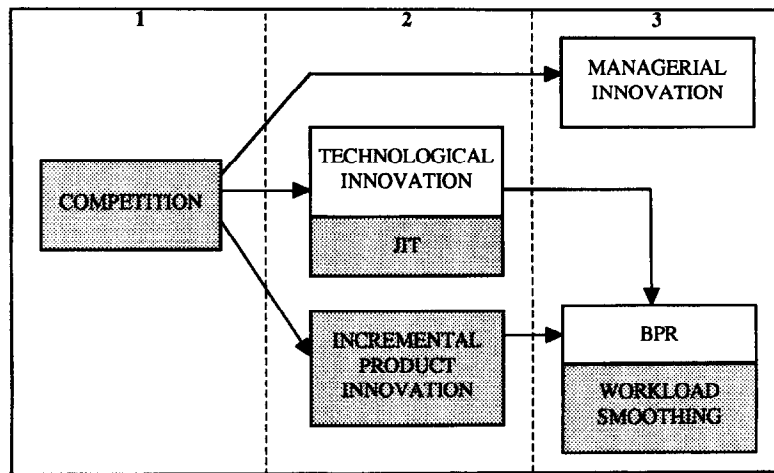 1 2 3
MANAGERIAL
INNOVATION
TECHNOLOGICAL
INNOVATION
COMPETITION
JIT
INCREMENTAL
PRODUCT
INNOVATION
BPR
WORKLOAD
SMOOTHING